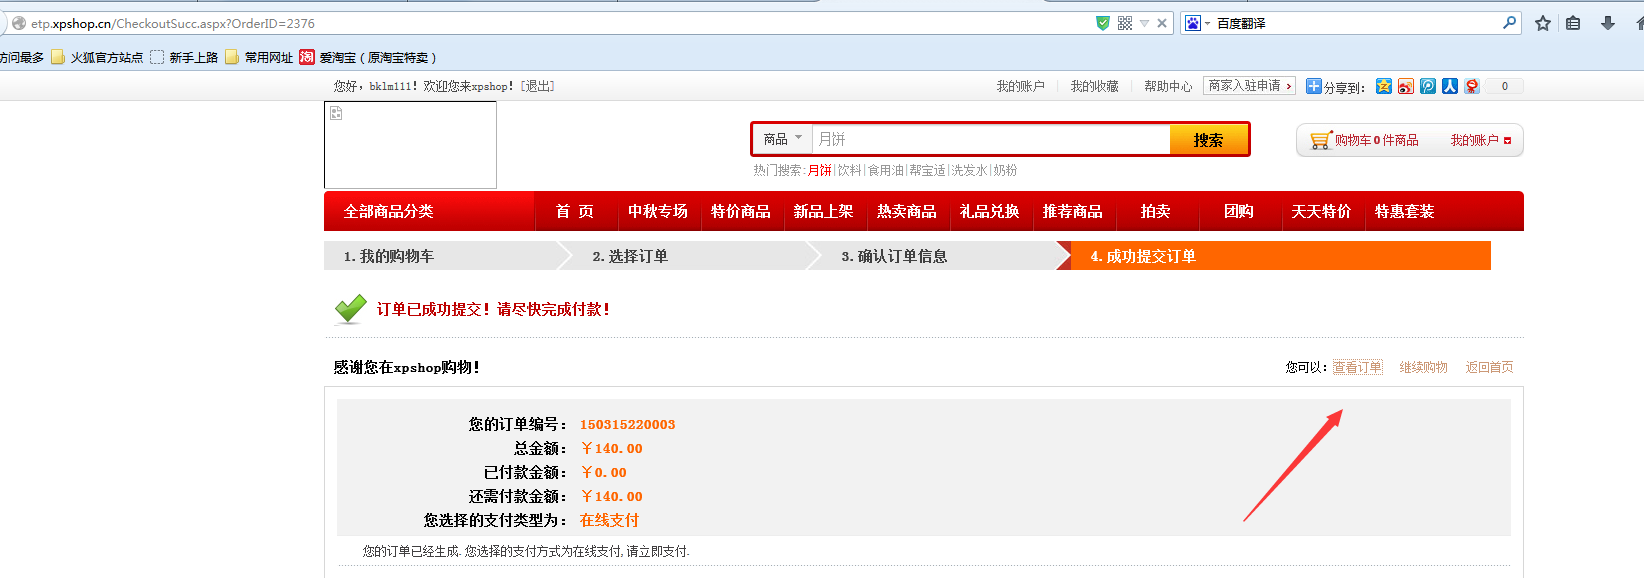 etp.xpshop.cn/CheckoutSucc.aspx?OrderID=2376
百度翻译
访问最多 火狐官方站点 新手上路 常用网址 淘 爱淘宝（原淘宝特卖）
您好，bklm111！欢迎您来xpshop！[退出]
我的账户 我的收藏 帮助中心 商家入驻申请 分享到： 0
商品 月饼 搜索
购物车0件商品 我的账户
热门搜索:月饼|饮料|食用油|帮宝适|洗发水|奶粉
全部商品分类 首 页 中秋专场 特价商品 新品上架 热卖商品 礼品兑换 推荐商品 拍卖 团购 天天特价 特惠套装
1.我的购物车 2.选择订单 3.确认订单信息 4.成功提交订单
订单已成功提交！请尽快完成付款！
感谢您在xpshop购物！
您可以：查看订单 继续购物 返回首页
您的订单编号：150315220003
总金额：￥140.00
已付款金额：￥0.00
还需付款金额：￥140.00
您选择的支付类型为：在线支付
您的订单已经生成. 您选择的支付方式为在线支付, 请立即支付.